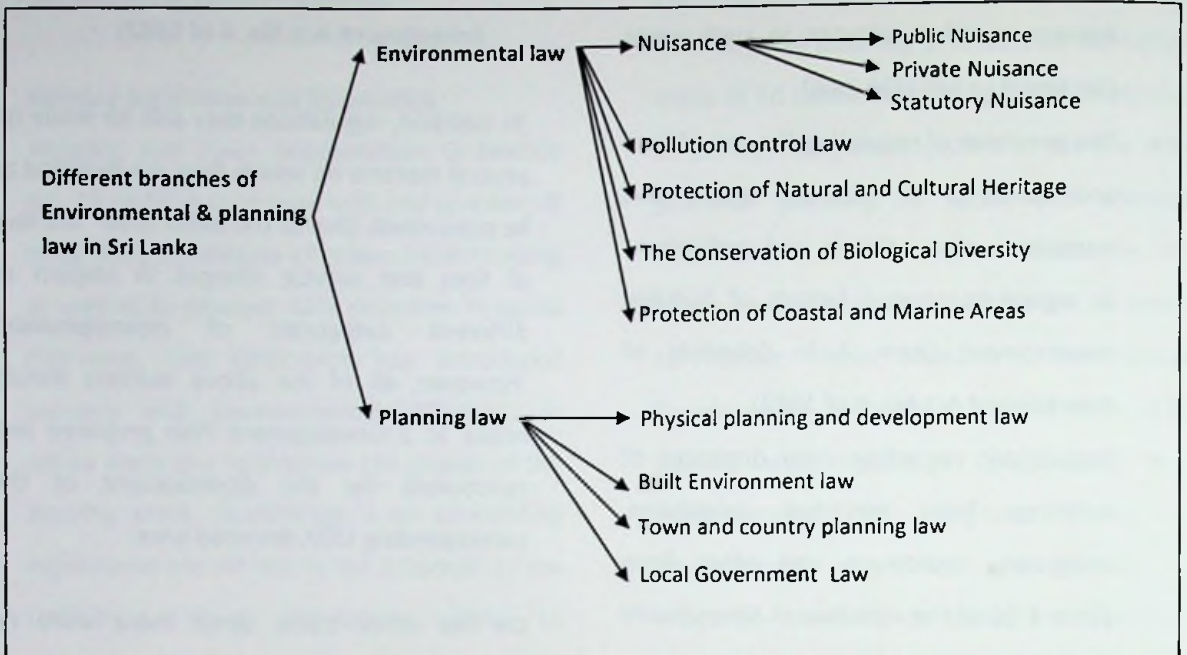 Different branches of
Environmental & planning
law in Sri Lanka
Environmental law
Nuisance
Public Nuisance
Private Nuisance
Statutory Nuisance
Pollution Control Law
Protection of Natural and Cultural Heritage
The Conservation of Biological Diversity
Protection of Coastal and Marine Areas
Planning law
Physical planning and development law
Built Environment law
Town and country planning law
Local Government Law